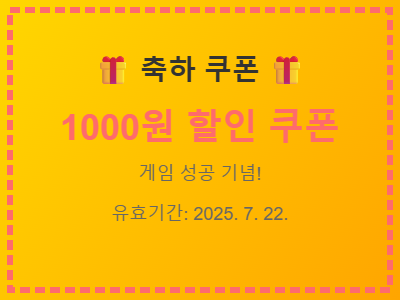 🎁 축하 쿠폰 🎁
1000원 할인 쿠폰
게임 성공 기념!
유효기간: 2025. 7. 22.